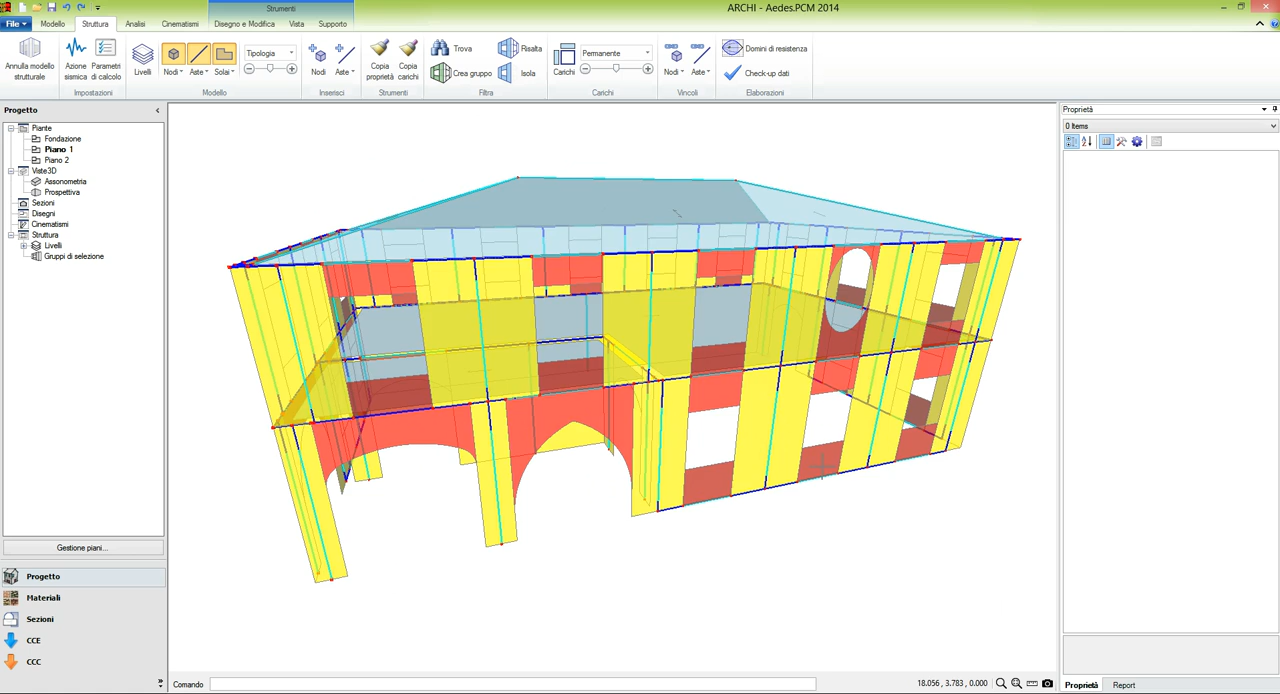 Strumenti
ARCHI - Aedes.PCM 2014
File
Modello
Struttura
Analisi
Cinematismi
Disegno e Modifica
Vista
Supporto
Annulla modello strutturale
Azione sismica
Parametri di calcolo
Impostazioni
Livelli
Nodi
Aste
Solai
Tipologia
Modello
Nodi
Aste
Inserisci
Copia proprietà
Copia carichi
Strumenti
Trova
Crea gruppo
Risalta
Isola
Filtra
Carichi
Permanente
Carichi
Nodi
Aste
Vincoli
Domini di resistenza
Check-up dati
Elaborazioni
Progetto
Piante
Fondazione
Piano 1
Piano 2
Viste3D
Assonometria
Prospettiva
Sezioni
Disegni
Cinematismi
Struttura
Livelli
Gruppi di selezione
Gestione piani...
Progetto
Materiali
Sezioni
CCE
CCC
Proprietà
0 Items
Comando
18.056 , 3.783 , 0.000
Proprietà
Report